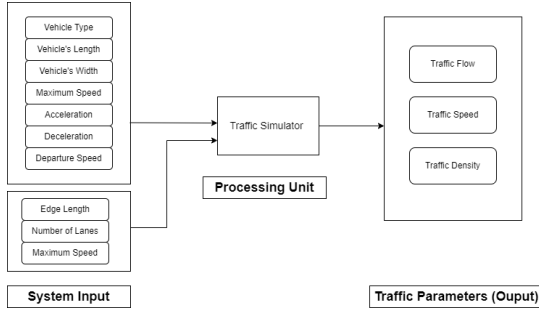 Vehicle Type
Vehicle's Length
Vehicle's Width
Maximum Speed
Acceleration
Deceleration
Departure Speed
Edge Length
Number of Lanes
Maximum Speed
System Input
Traffic Simulator
Processing Unit
Traffic Flow
Traffic Speed
Traffic Density
Traffic Parameters (Ouput)